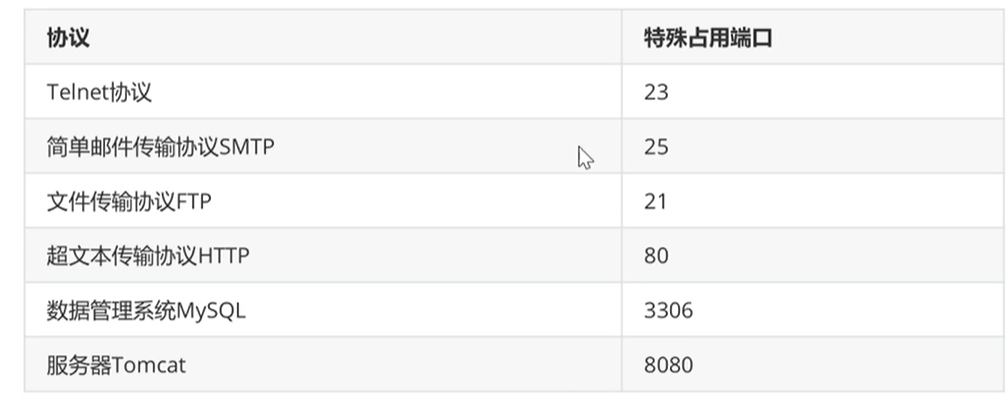 协议 特殊占用端口
Telnet协议 23
简单邮件传输协议SMTP 25
文件传输协议FTP 21
超文本传输协议HTTP 80
数据管理系统MySQL 3306
服务器Tomcat 8080